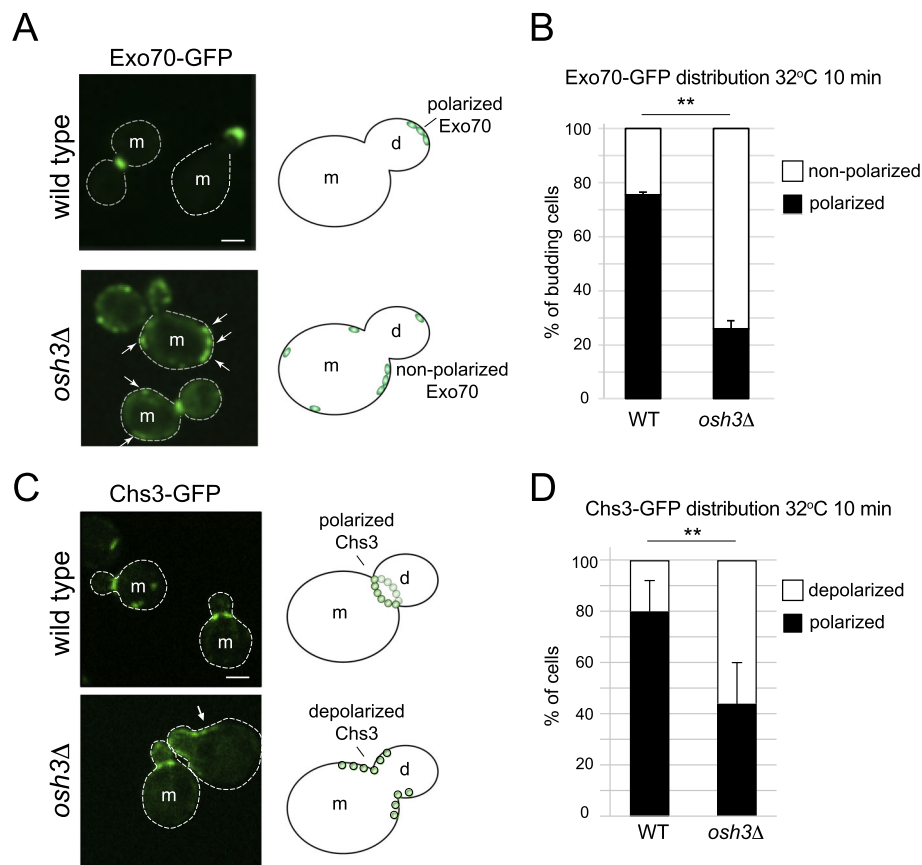 A
Exo70-GFP
wild type
m
m
polarized
Exo70
d
m
osh3Δ
m
m
d
m
non-polarized
Exo70
B
Exo70-GFP distribution 32ºC 10 min
**
% of budding cells
100
80
60
40
20
0
WT
osh3Δ
non-polarized
polarized
C
Chs3-GFP
wild type
m
m
polarized
Chs3
d
m
osh3Δ
m
depolarized
Chs3
d
m
D
Chs3-GFP distribution 32ºC 10 min
**
% of cells
100
80
60
40
20
0
WT
osh3Δ
depolarized
polarized